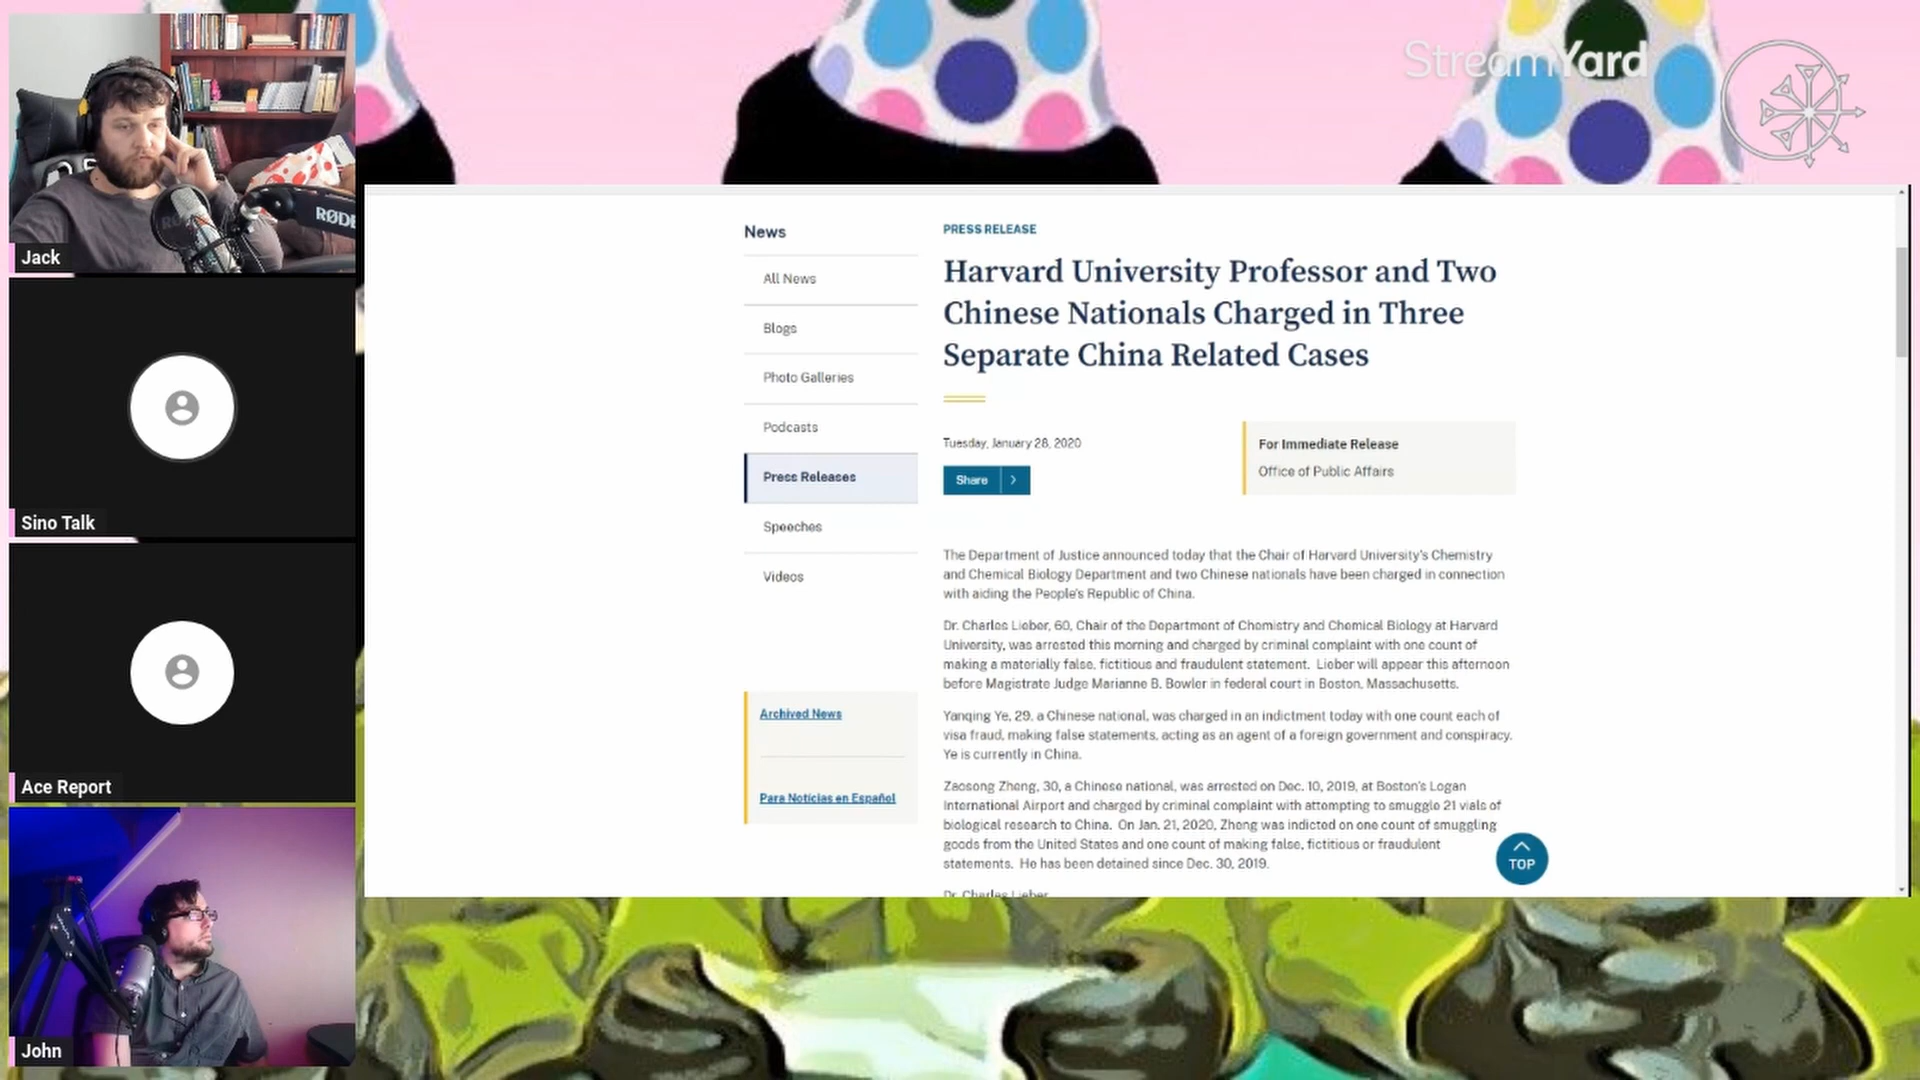 StreamYard
RØDE
Jack
Sino Talk
Ace Report
John
News
All News
Blogs
Photo Galleries
Podcasts
Press Releases
Speeches
Videos
Archived News
Para Notícias en Español
PRESS RELEASE
Harvard University Professor and Two
Chinese Nationals Charged in Three
Separate China Related Cases
Tuesday, January 28, 2020
Share
For Immediate Release
Office of Public Affairs
The Department of Justice announced today that the Chair of Harvard University's Chemistry
and Chemical Biology Department and two Chinese nationals have been charged in connection
with aiding the People's Republic of China.
Dr. Charles Lieber, 60, Chair of the Department of Chemistry and Chemical Biology at Harvard
University, was arrested this morning and charged by criminal complaint with one count of
making a materially false, fictitious and fraudulent statement. Lieber will appear this afternoon
before Magistrate Judge Marianne B. Bowler in federal court in Boston, Massachusetts.
Yanqing Ye, 29, a Chinese national, was charged in an indictment today with one count each of
visa fraud, making false statements, acting as an agent of a foreign government and conspiracy.
Ye is currently in China.
Zaosong Zheng, 30, a Chinese national, was arrested on Dec. 10, 2019, at Boston's Logan
International Airport and charged by criminal complaint with attempting to smuggle 21 vials of
biological research to China. On Jan. 21, 2020, Zheng was indicted on one count of smuggling
goods from the United States and one count of making false, fictitious or fraudulent
statements. He has been detained since Dec. 30, 2019.
Dr. Charles Lieber
TOP